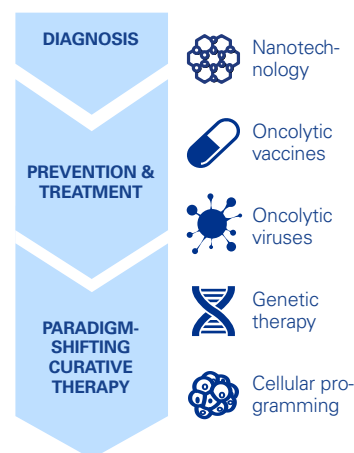 DIAGNOSIS
Nanotech-
nology
Oncolytic
vaccines
PREVENTION &
TREATMENT
Oncolytic
viruses
Genetic
therapy
PARADIGM-
SHIFTING
CURATIVE
THERAPY
Cellular pro-
gramming